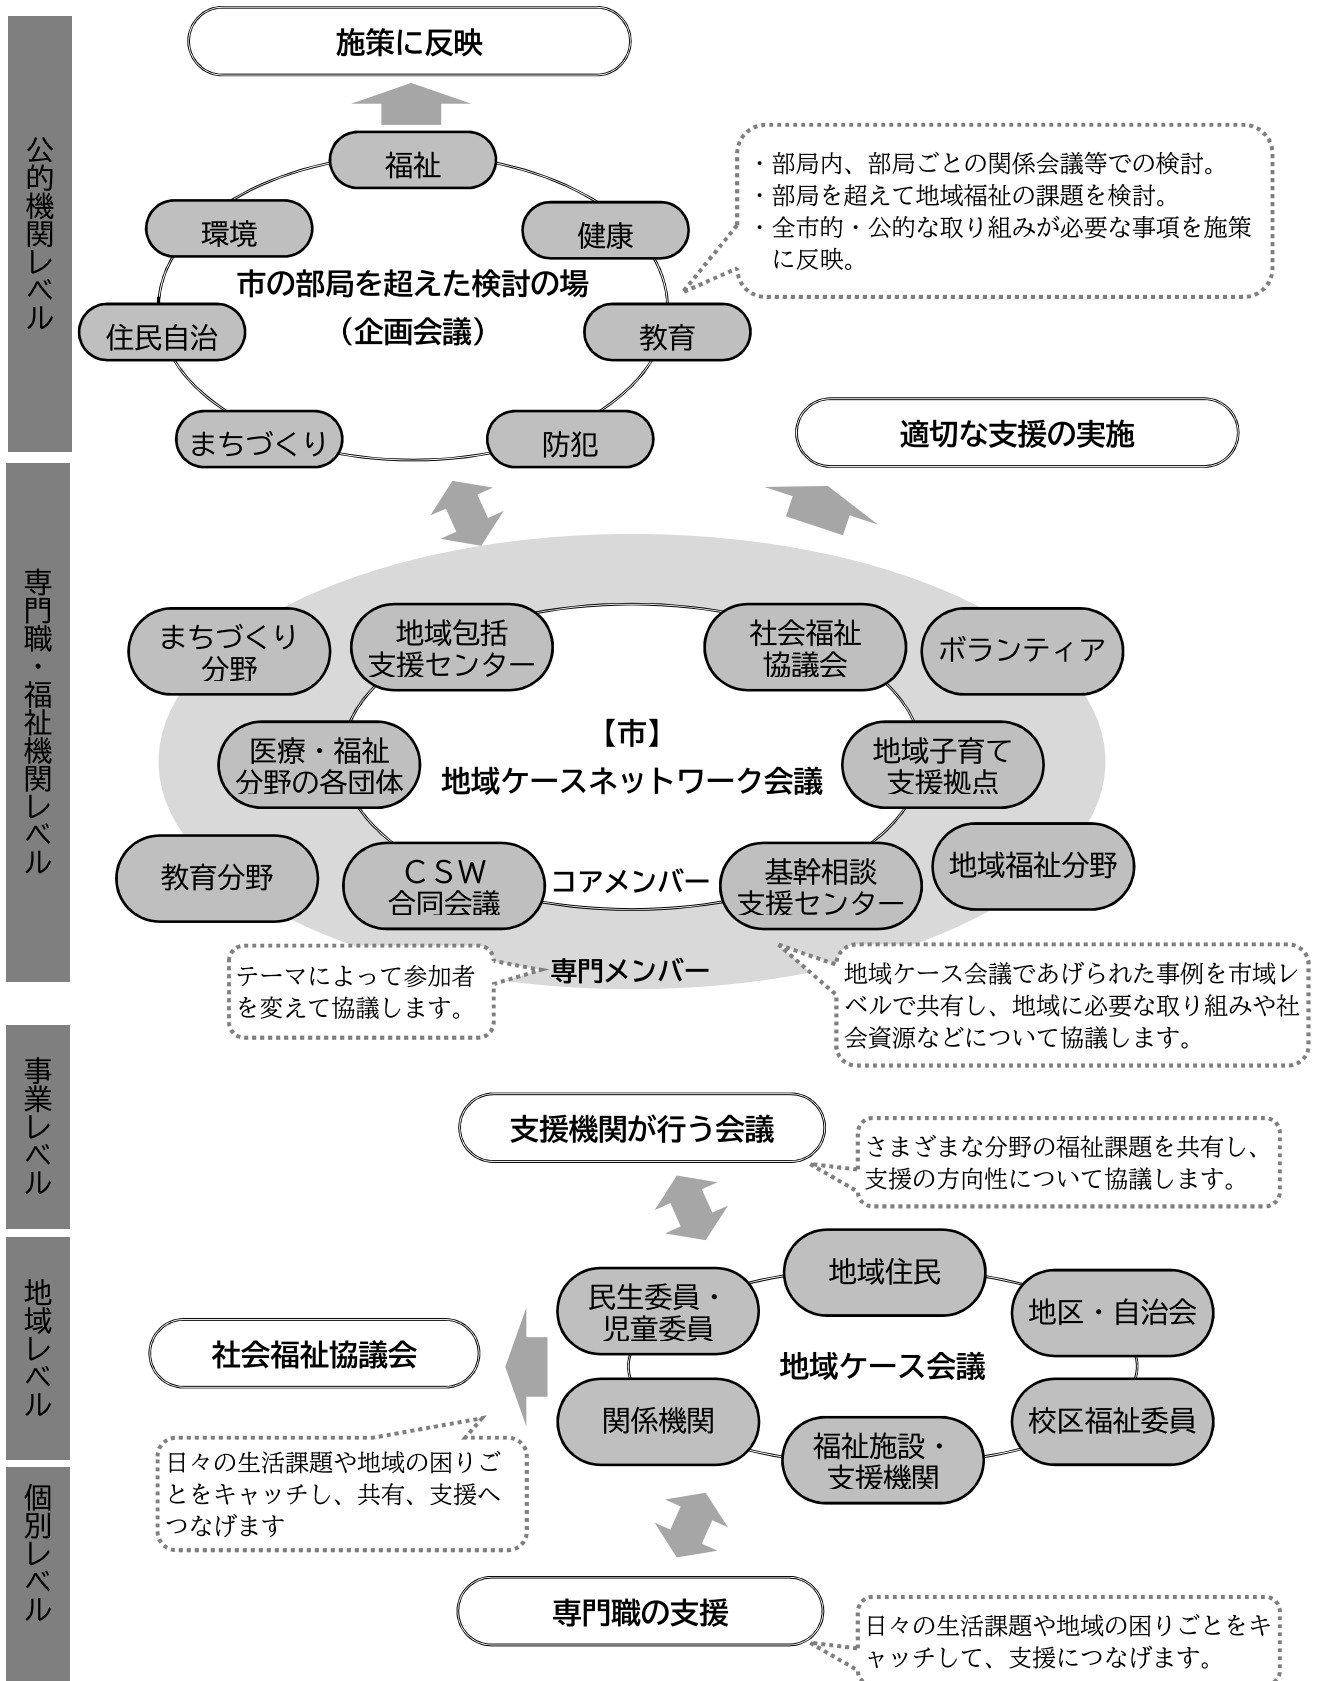 公的機関レベル
施策に反映
福祉
環境
健康
市の部局を超えた検討の場
（企画会議）
住民自治
教育
まちづくり
防犯
・部局内、部局ごとの関係会議等での検討。
・部局を超えて地域福祉の課題を検討。
・全市的・公的な取り組みが必要な事項を施策
に反映。
適切な支援の実施
専門職・福祉機関レベル
まちづくり
分野
地域包括
支援センター
社会福祉
協議会
ボランティア
医療・福祉
分野の各団体
【市】
地域ケースネットワーク会議
地域子育て
支援拠点
教育分野
ＣＳＷ
合同会議
コアメンバー
基幹相談
支援センター
地域福祉分野
テーマによって参加者
を変えて協議します。
専門メンバー
地域ケース会議であげられた事例を市域レ
ベルで共有し、地域に必要な取り組みや社
会資源などについて協議します。
事業レベル
支援機関が行う会議
さまざまな分野の福祉課題を共有し、
支援の方向性について協議します。
地域レベル
地域住民
民生委員・
児童委員
地区・自治会
社会福祉協議会
地域ケース会議
関係機関
校区福祉委員
福祉施設・
支援機関
日々の生活課題や地域の困りご
とをキャッチし、共有、支援へ
つなげます
個別レベル
専門職の支援
日々の生活課題や地域の困りごとをキ
ャッチして、支援につなげます。